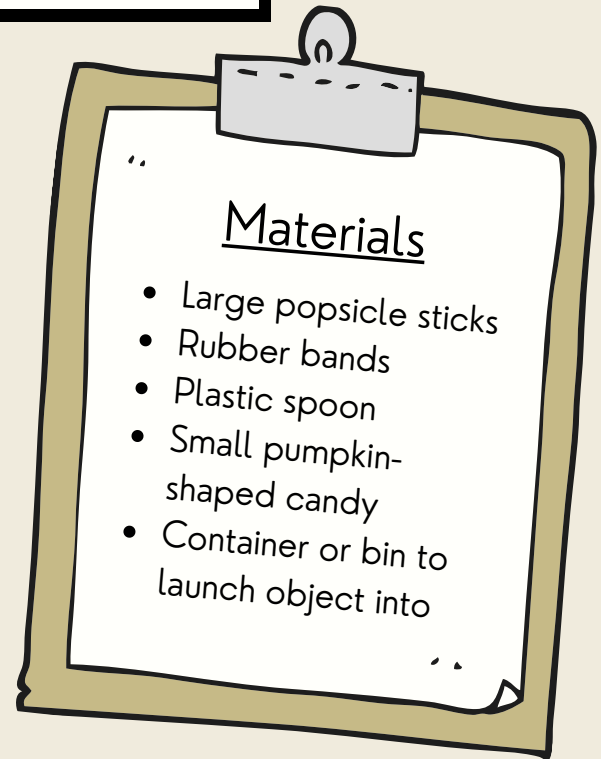 Materials
• Large popsicle sticks
• Rubber bands
• Plastic spoon
• Small pumpkin-
shaped candy
• Container or bin to
launch object into